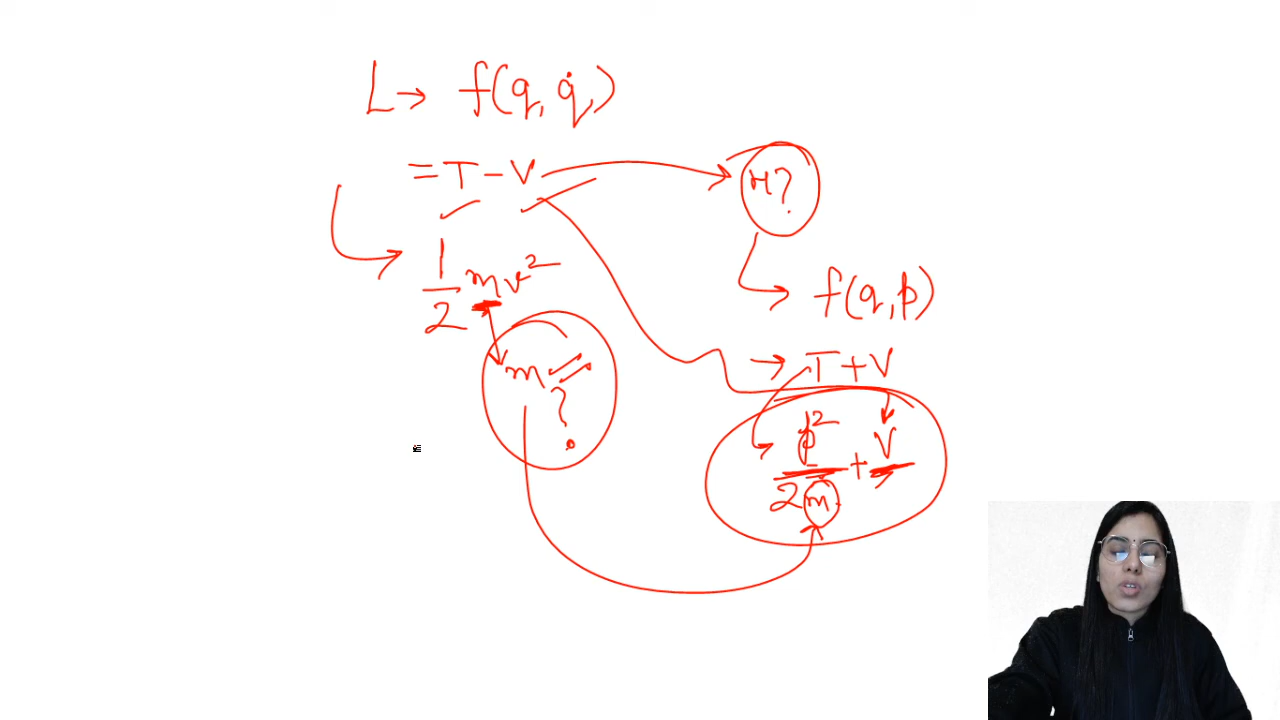 L → f(q, q̇,)
= T - V
H?
1/2 mv²
f(q, p)
m ?
→ T + V
p²/2m + V